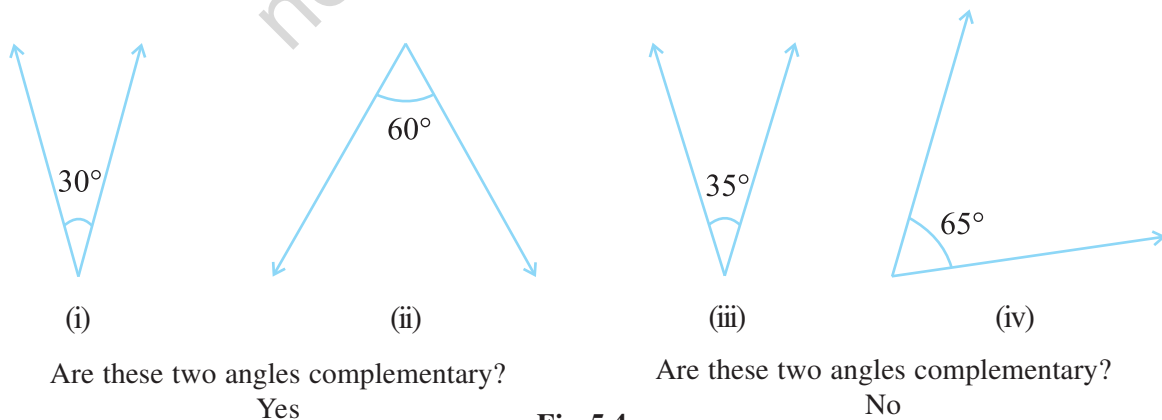 30°
60°
35°
65°
(i)
(ii)
(iii)
(iv)
Are these two angles complementary?
Yes
Are these two angles complementary?
No